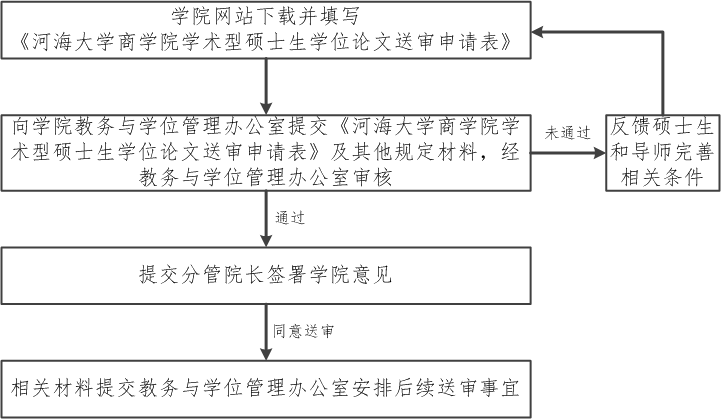 学院网站下载并填写
《河海大学商学院学术型硕士生学位论文送审申请表》
向学院教务与学位管理办公室提交《河海大学商学院学
术型硕士生学位论文送审申请表》及其他规定材料，经
教务与学位管理办公室审核
未通过
反馈硕士生
和导师完善
相关条件
通过
提交分管院长签署学院意见
同意送审
相关材料提交教务与学位管理办公室安排后续送审事宜